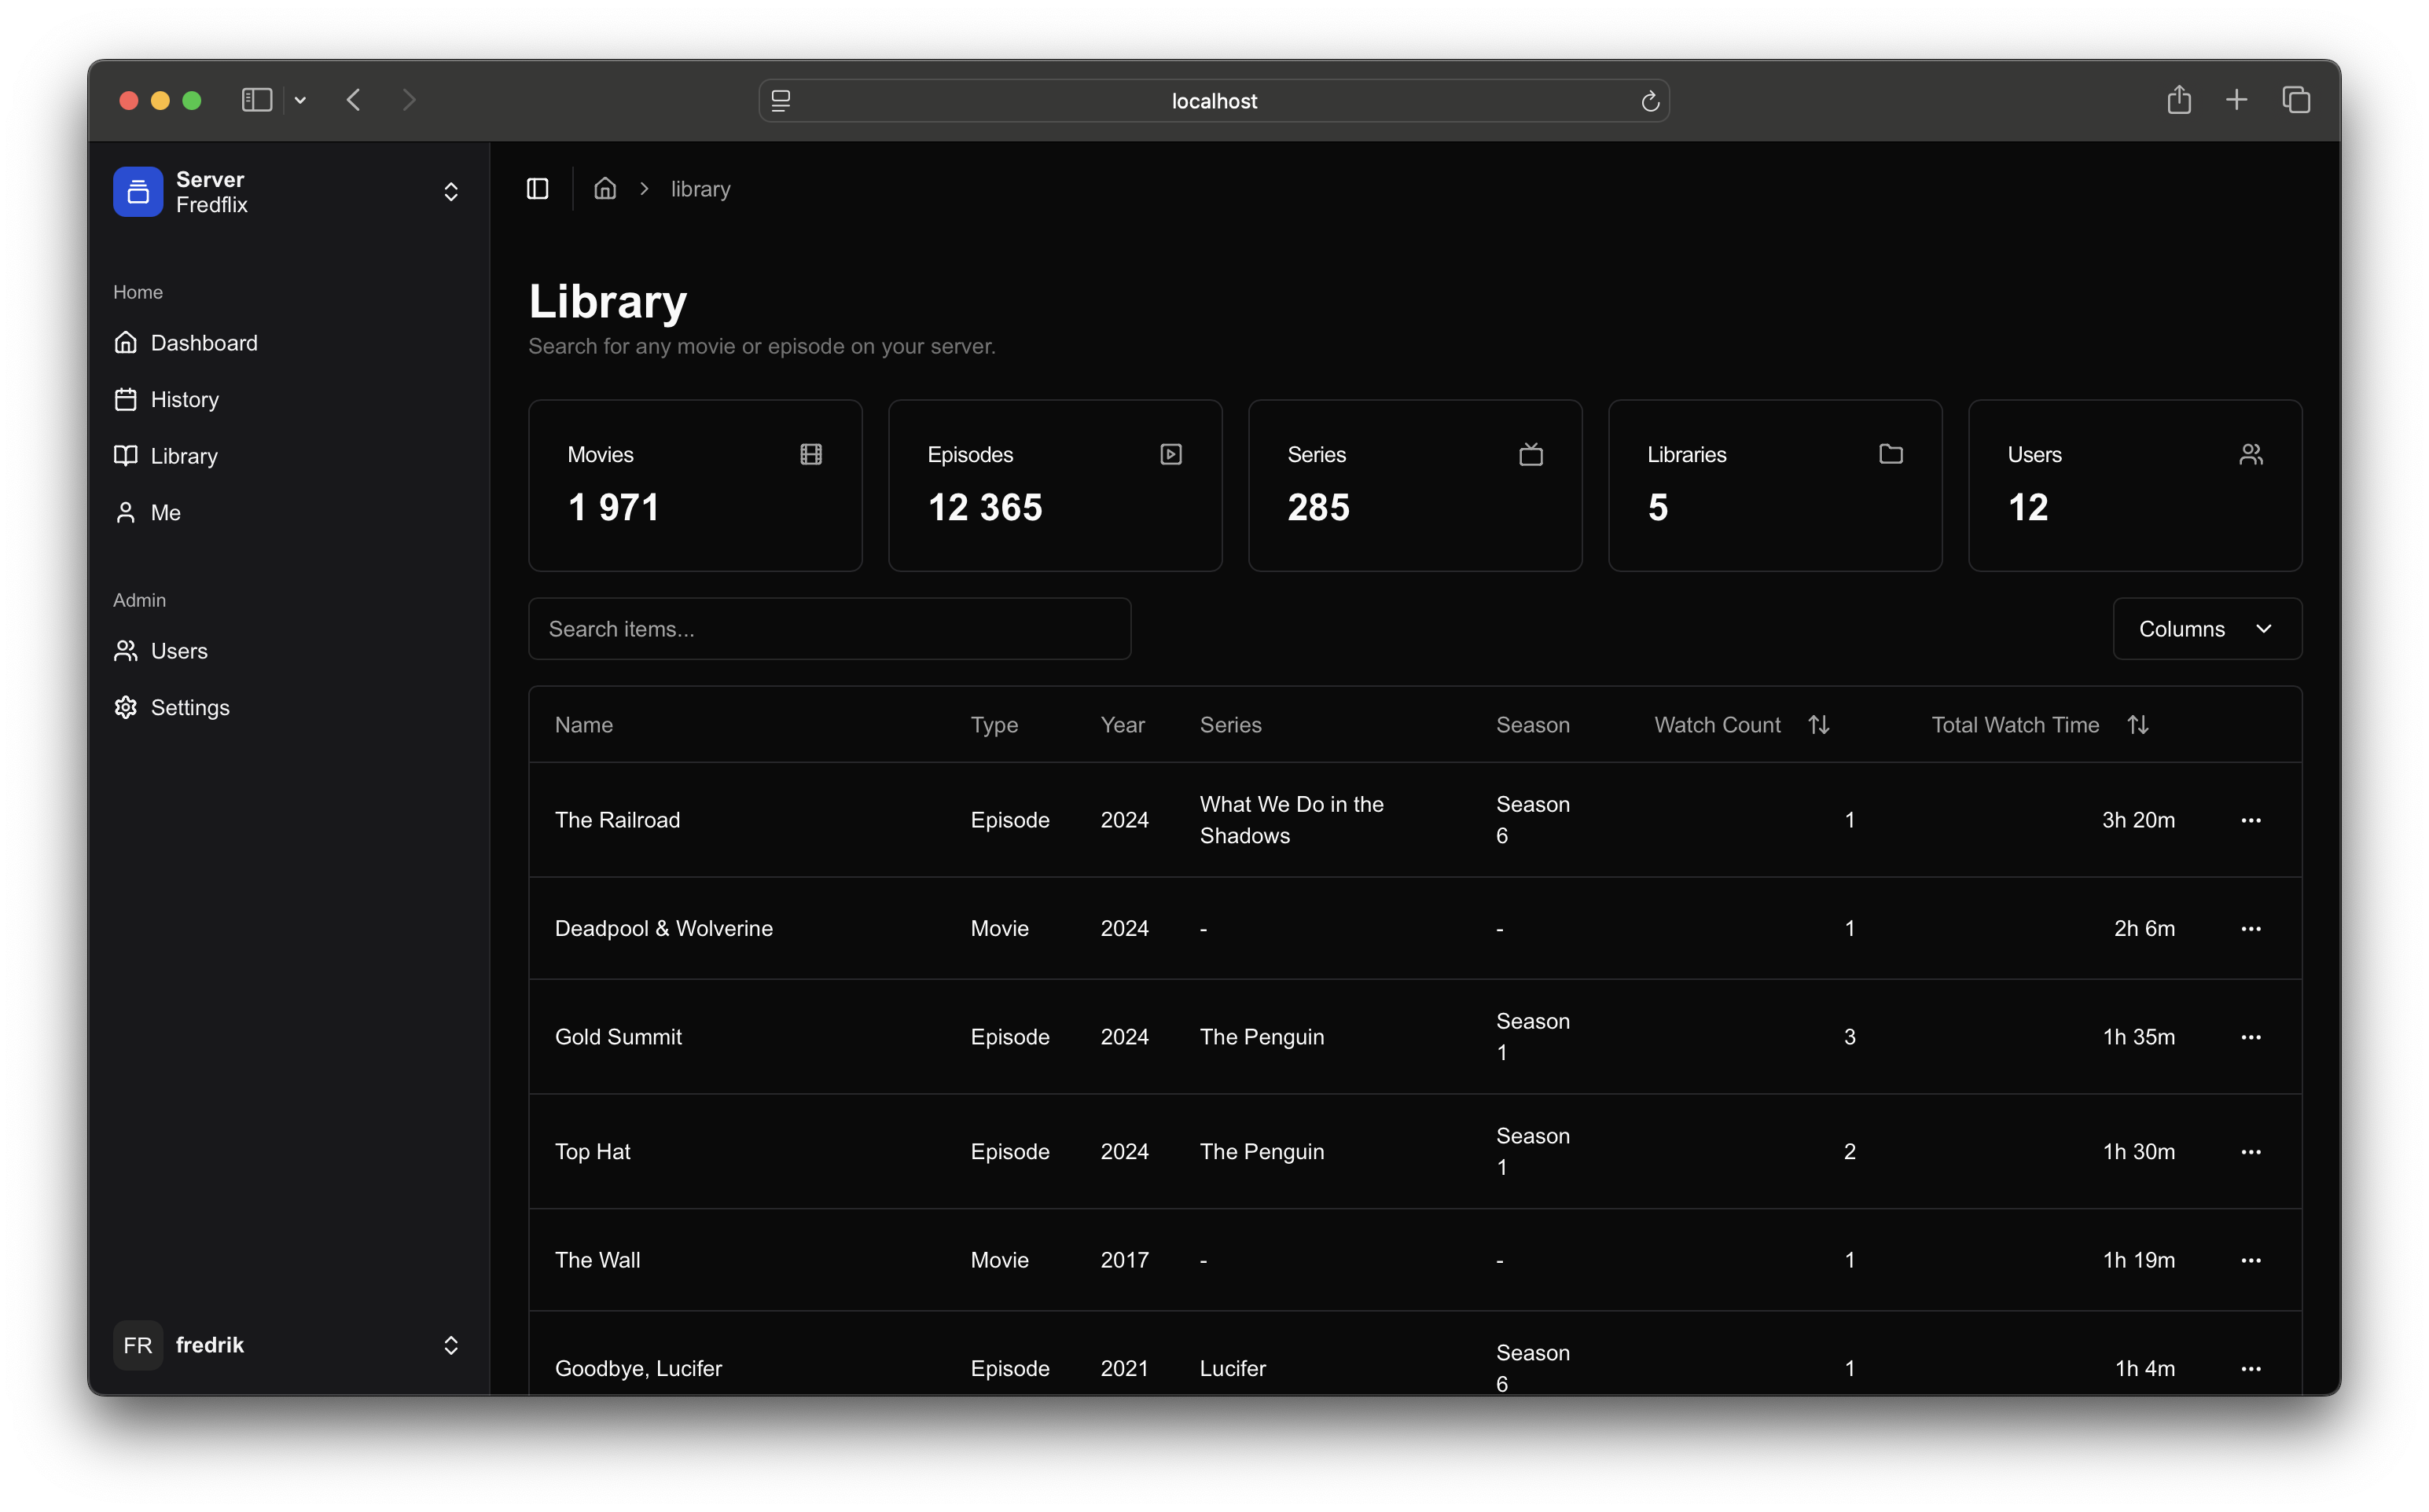 localhost
Server
Fredflix
Home
Dashboard
History
Library
Me
Admin
Users
Settings
FR fredrik
library
Library
Search for any movie or episode on your server.
Movies
1 971
Episodes
12 365
Series
285
Libraries
5
Users
12
Search items...
Columns
Name Type Year Series Season Watch Count Total Watch Time
The Railroad Episode 2024 What We Do in the Shadows Season 6 1 3h 20m
Deadpool & Wolverine Movie 2024 - - 1 2h 6m
Gold Summit Episode 2024 The Penguin Season 1 3 1h 35m
Top Hat Episode 2024 The Penguin Season 1 2 1h 30m
The Wall Movie 2017 - - 1 1h 19m
Goodbye, Lucifer Episode 2021 Lucifer Season 6 1 1h 4m